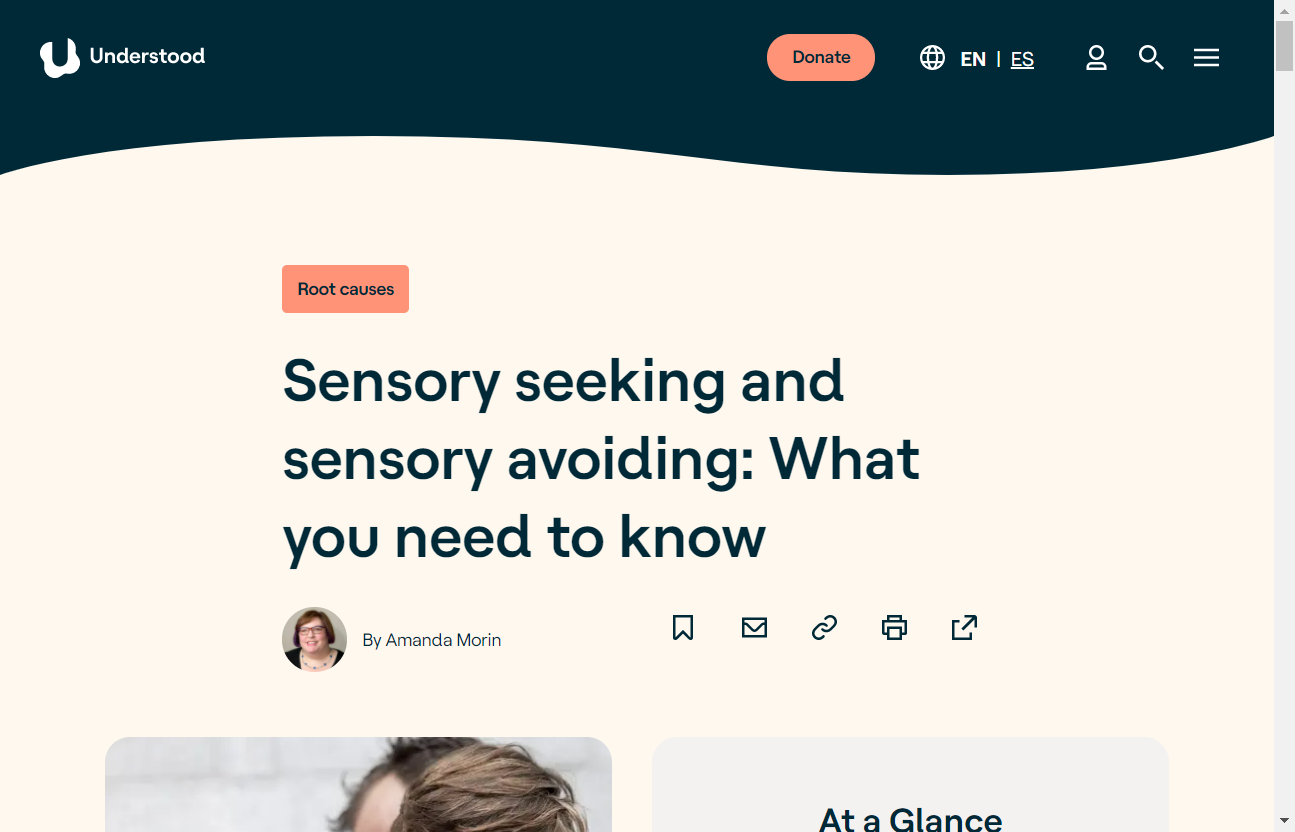 Understood
Donate
EN | ES
Root causes
Sensory seeking and
sensory avoiding: What
you need to know
By Amanda Morin
At a Glance